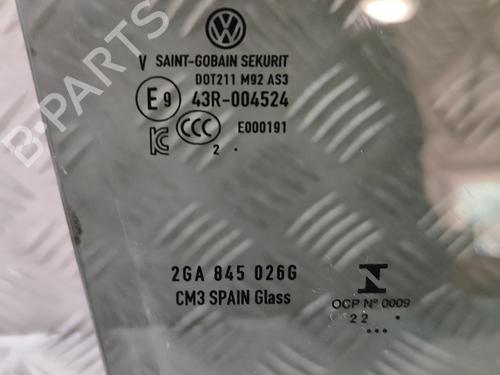 B-PARTS
V SAINT-GOBAIN SEKURIT
DOT211 M92 AS3
E9 43R-004524
CCC E000191
2 .
2GA 845 026G
CM3 SPAIN Glass
OCP Nº 0009
22 .
...